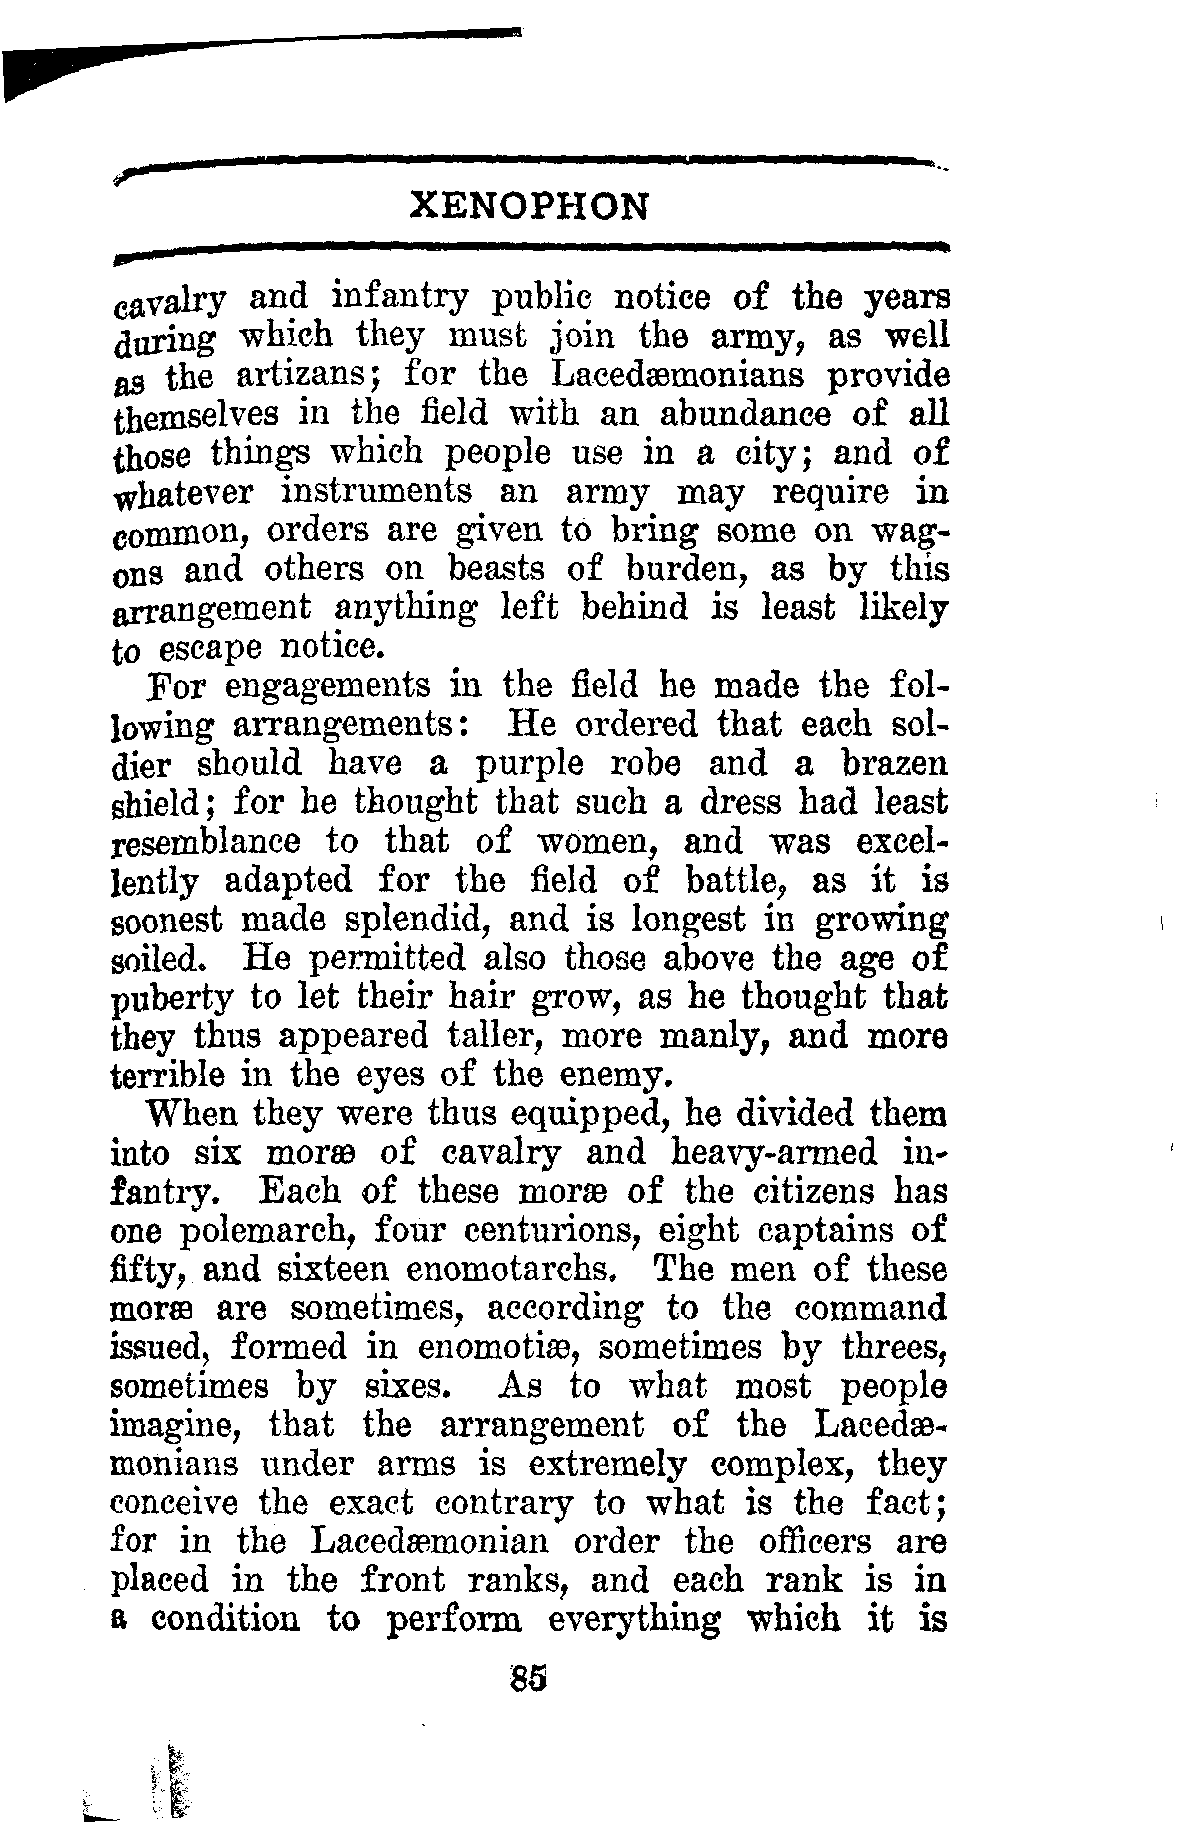 XENOPHON
cavalry and infantry public notice of the years
during which they must join the army, as well
as the artizans; for the Lacedæmonians provide
themselves in the field with an abundance of all
those things which people use in a city; and of
whatever instruments an army may require in
common, orders are given to bring some on wag-
ons and others on beasts of burden, as by this
arrangement anything left behind is least likely
to escape notice.
For engagements in the field he made the fol-
lowing arrangements: He ordered that each sol-
dier should have a purple robe and a brazen
shield; for he thought that such a dress had least
resemblance to that of women, and was excel-
lently adapted for the field of battle, as it is
soonest made splendid, and is longest in growing
soiled. He permitted also those above the age of
puberty to let their hair grow, as he thought that
they thus appeared taller, more manly, and more
terrible in the eyes of the enemy.
When they were thus equipped, he divided them
into six moræ of cavalry and heavy-armed in-
fantry. Each of these moræ of the citizens has
one polemarch, four centurions, eight captains of
fifty, and sixteen enomotarchs. The men of these
moræ are sometimes, according to the command
issued, formed in enomotiæ, sometimes by threes,
sometimes by sixes. As to what most people
imagine, that the arrangement of the Lacedæ-
monians under arms is extremely complex, they
conceive the exact contrary to what is the fact;
for in the Lacedæmonian order the officers are
placed in the front ranks, and each rank is in
a condition to perform everything which it is
85